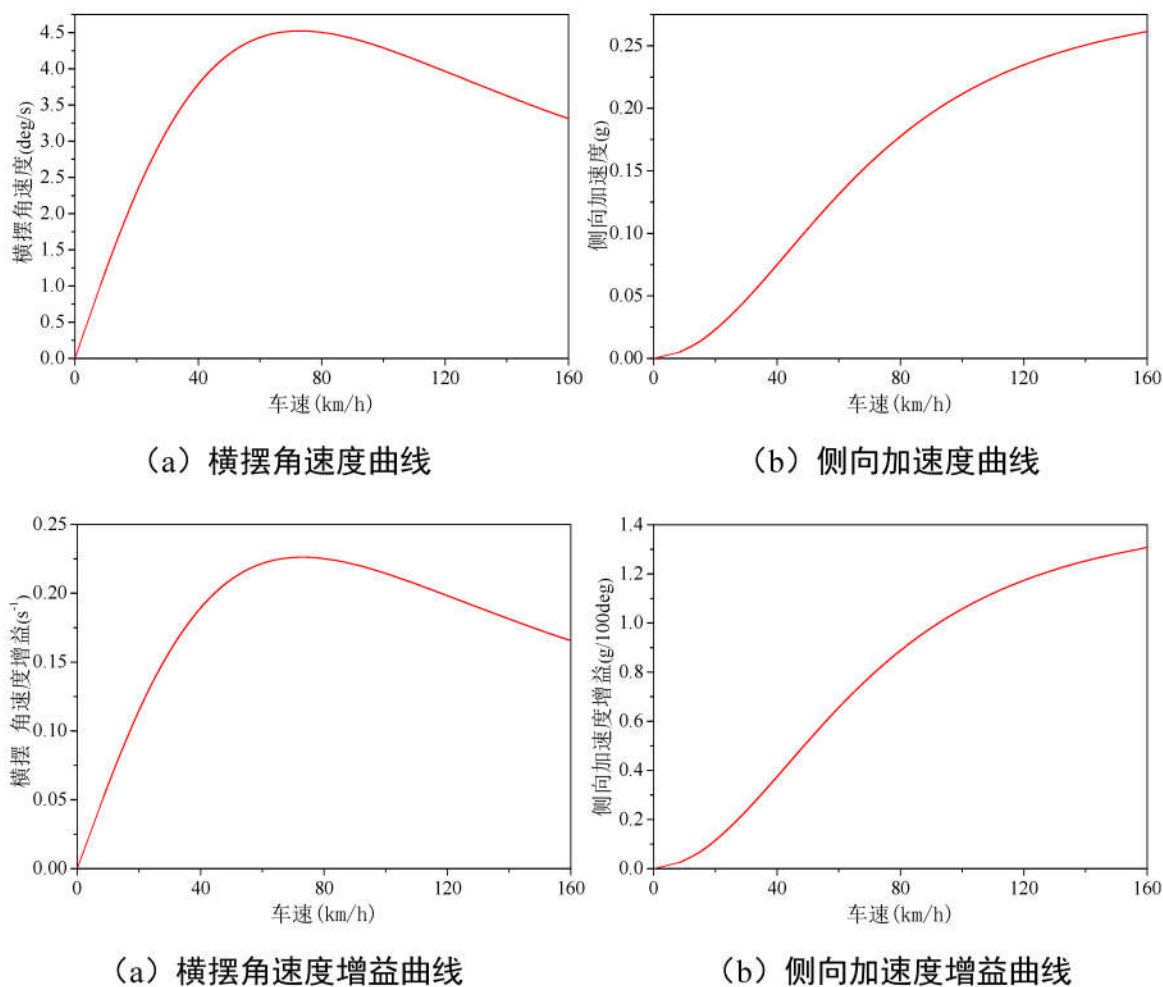 横摆角速度(deg/s)
4.5
4.0
3.5
3.0
2.5
2.0
1.5
1.0
0.5
0.0
0 40 80 120 160
车速(km/h)
(a) 横摆角速度曲线
侧向加速度(g)
0.25
0.20
0.15
0.10
0.05
0.00
0 40 80 120 160
车速(km/h)
(b) 侧向加速度曲线
横摆 角速度增益(s⁻¹)
0.25
0.20
0.15
0.10
0.05
0.00
0 40 80 120 160
车速(km/h)
(a) 横摆角速度增益曲线
侧向加速度增益(g/100deg)
1.4
1.2
1.0
0.8
0.6
0.4
0.2
0.0
0 40 80 120 160
车速(km/h)
(b) 侧向加速度增益曲线